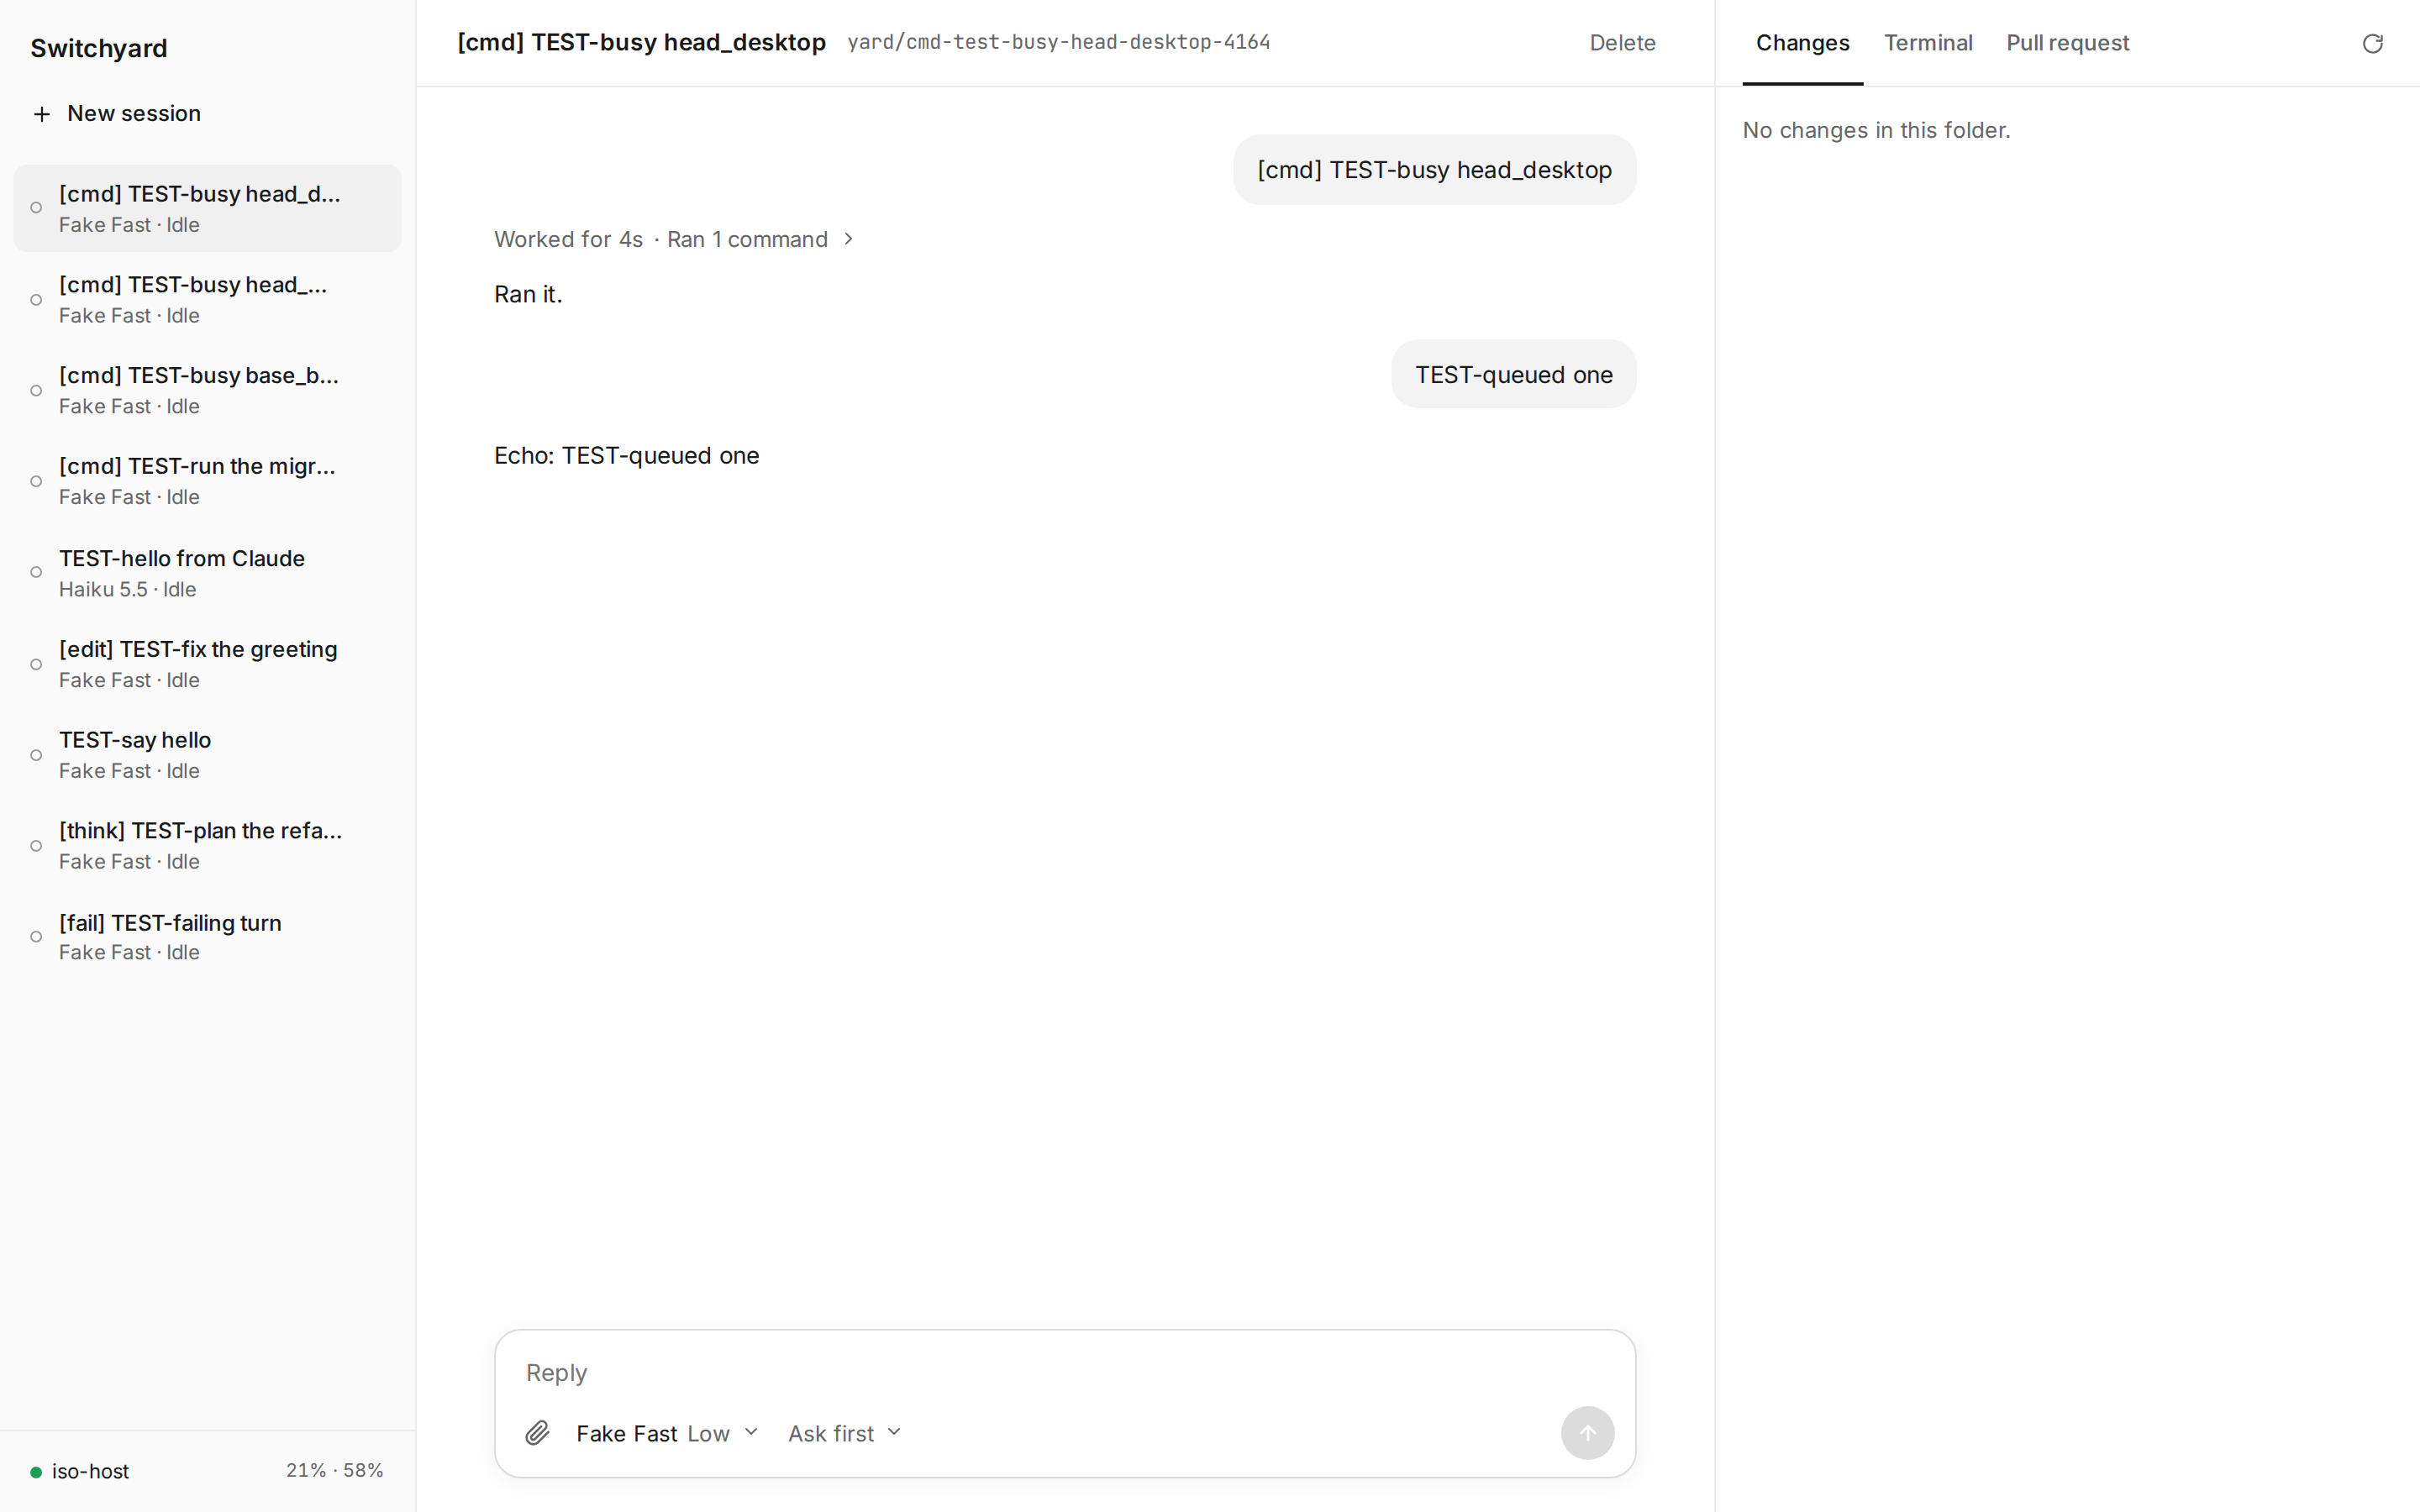 Switchyard
New session
[cmd] TEST-busy head_d...
Fake Fast · Idle
[cmd] TEST-busy head_...
Fake Fast · Idle
[cmd] TEST-busy base_b...
Fake Fast · Idle
[cmd] TEST-run the migr...
Fake Fast · Idle
TEST-hello from Claude
Haiku 5.5 · Idle
[edit] TEST-fix the greeting
Fake Fast · Idle
TEST-say hello
Fake Fast · Idle
[think] TEST-plan the refa...
Fake Fast · Idle
[fail] TEST-failing turn
Fake Fast · Idle
iso-host 21% · 58%
[cmd] TEST-busy head_desktop yard/cmd-test-busy-head-desktop-4164 Delete
[cmd] TEST-busy head_desktop
Worked for 4s · Ran 1 command
Ran it.
TEST-queued one
Echo: TEST-queued one
Reply
Fake Fast Low Ask first
Changes Terminal Pull request
No changes in this folder.